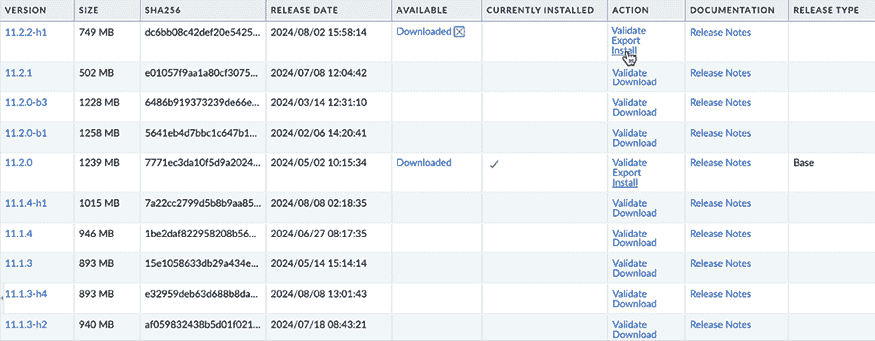 VERSION SIZE SHA256 RELEASE DATE AVAILABLE CURRENTLY INSTALLED ACTION DOCUMENTATION RELEASE TYPE
11.2.2-h1 749 MB dc6bb08c42def20e5425... 2024/08/02 15:58:14 Downloaded Validate Release Notes
Export
Install
11.2.1 502 MB e01057f9aa1a80cf3075... 2024/07/08 12:04:42 Validate Release Notes
Download
11.2.0-b3 1228 MB 6486b919373239de66e... 2024/03/14 12:31:10 Validate Release Notes
Download
11.2.0-b1 1258 MB 5641eb4d7bbc1c647b1... 2024/02/06 14:20:41 Validate Release Notes
Download
11.2.0 1239 MB 7771ec3da10f5d9a2024... 2024/05/02 10:15:34 Downloaded ✓ Validate Release Notes Base
Export
Install
11.1.4-h1 1015 MB 7a22cc2799d5b8b9aa85... 2024/08/08 02:18:35 Validate Release Notes
Download
11.1.4 946 MB 1be2daf822958208b56... 2024/06/27 08:17:35 Validate Release Notes
Download
11.1.3 893 MB 15e1058633db29a434e... 2024/05/14 15:14:14 Validate Release Notes
Download
11.1.3-h4 893 MB e32959deb63d688b8da... 2024/08/08 13:01:43 Validate Release Notes
Download
11.1.3-h2 940 MB af059832438b5d01f021... 2024/07/18 08:43:21 Validate Release Notes
Download